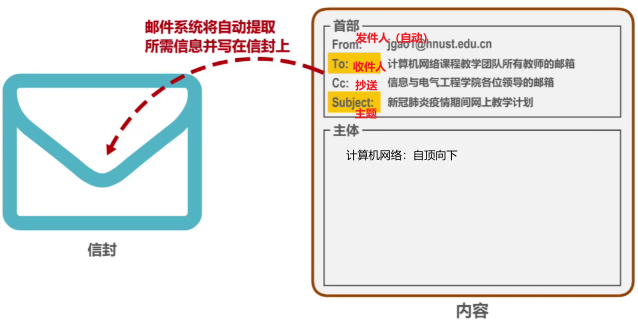 邮件系统将自动提取
所需信息并写在信封上
信封
首部
发件人（自动）
From: jgao1@hnust.edu.cn
To: 收件人 计算机网络课程教学团队所有教师的邮箱
Cc: 抄送 信息与电气工程学院各位领导的邮箱
Subject: 新冠肺炎疫情期间网上教学计划
主题
主体
计算机网络：自顶向下
内容